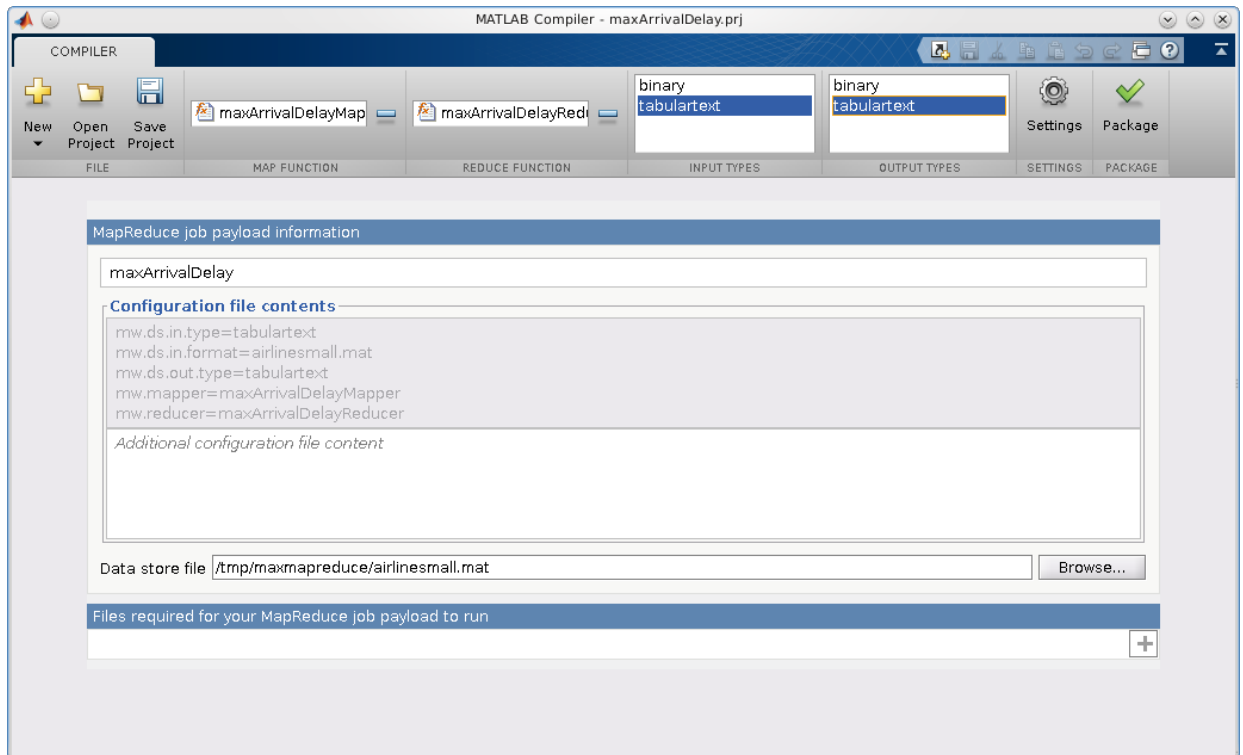 MATLAB Compiler - maxArrivalDelay.prj
COMPILER
New
Open Project
Save Project
FILE
maxArrivalDelayMap
MAP FUNCTION
maxArrivalDelayRedu
REDUCE FUNCTION
binary
tabulartext
INPUT TYPES
binary
tabulartext
OUTPUT TYPES
Settings
SETTINGS
Package
PACKAGE
MapReduce job payload information
maxArrivalDelay
Configuration file contents
mw.ds.in.type=tabulartext
mw.ds.in.format=airlinesmall.mat
mw.ds.out.type=tabulartext
mw.mapper=maxArrivalDelayMapper
mw.reducer=maxArrivalDelayReducer
Additional configuration file content
Data store file /tmp/maxmapreduce/airlinesmall.mat Browse...
Files required for your MapReduce job payload to run